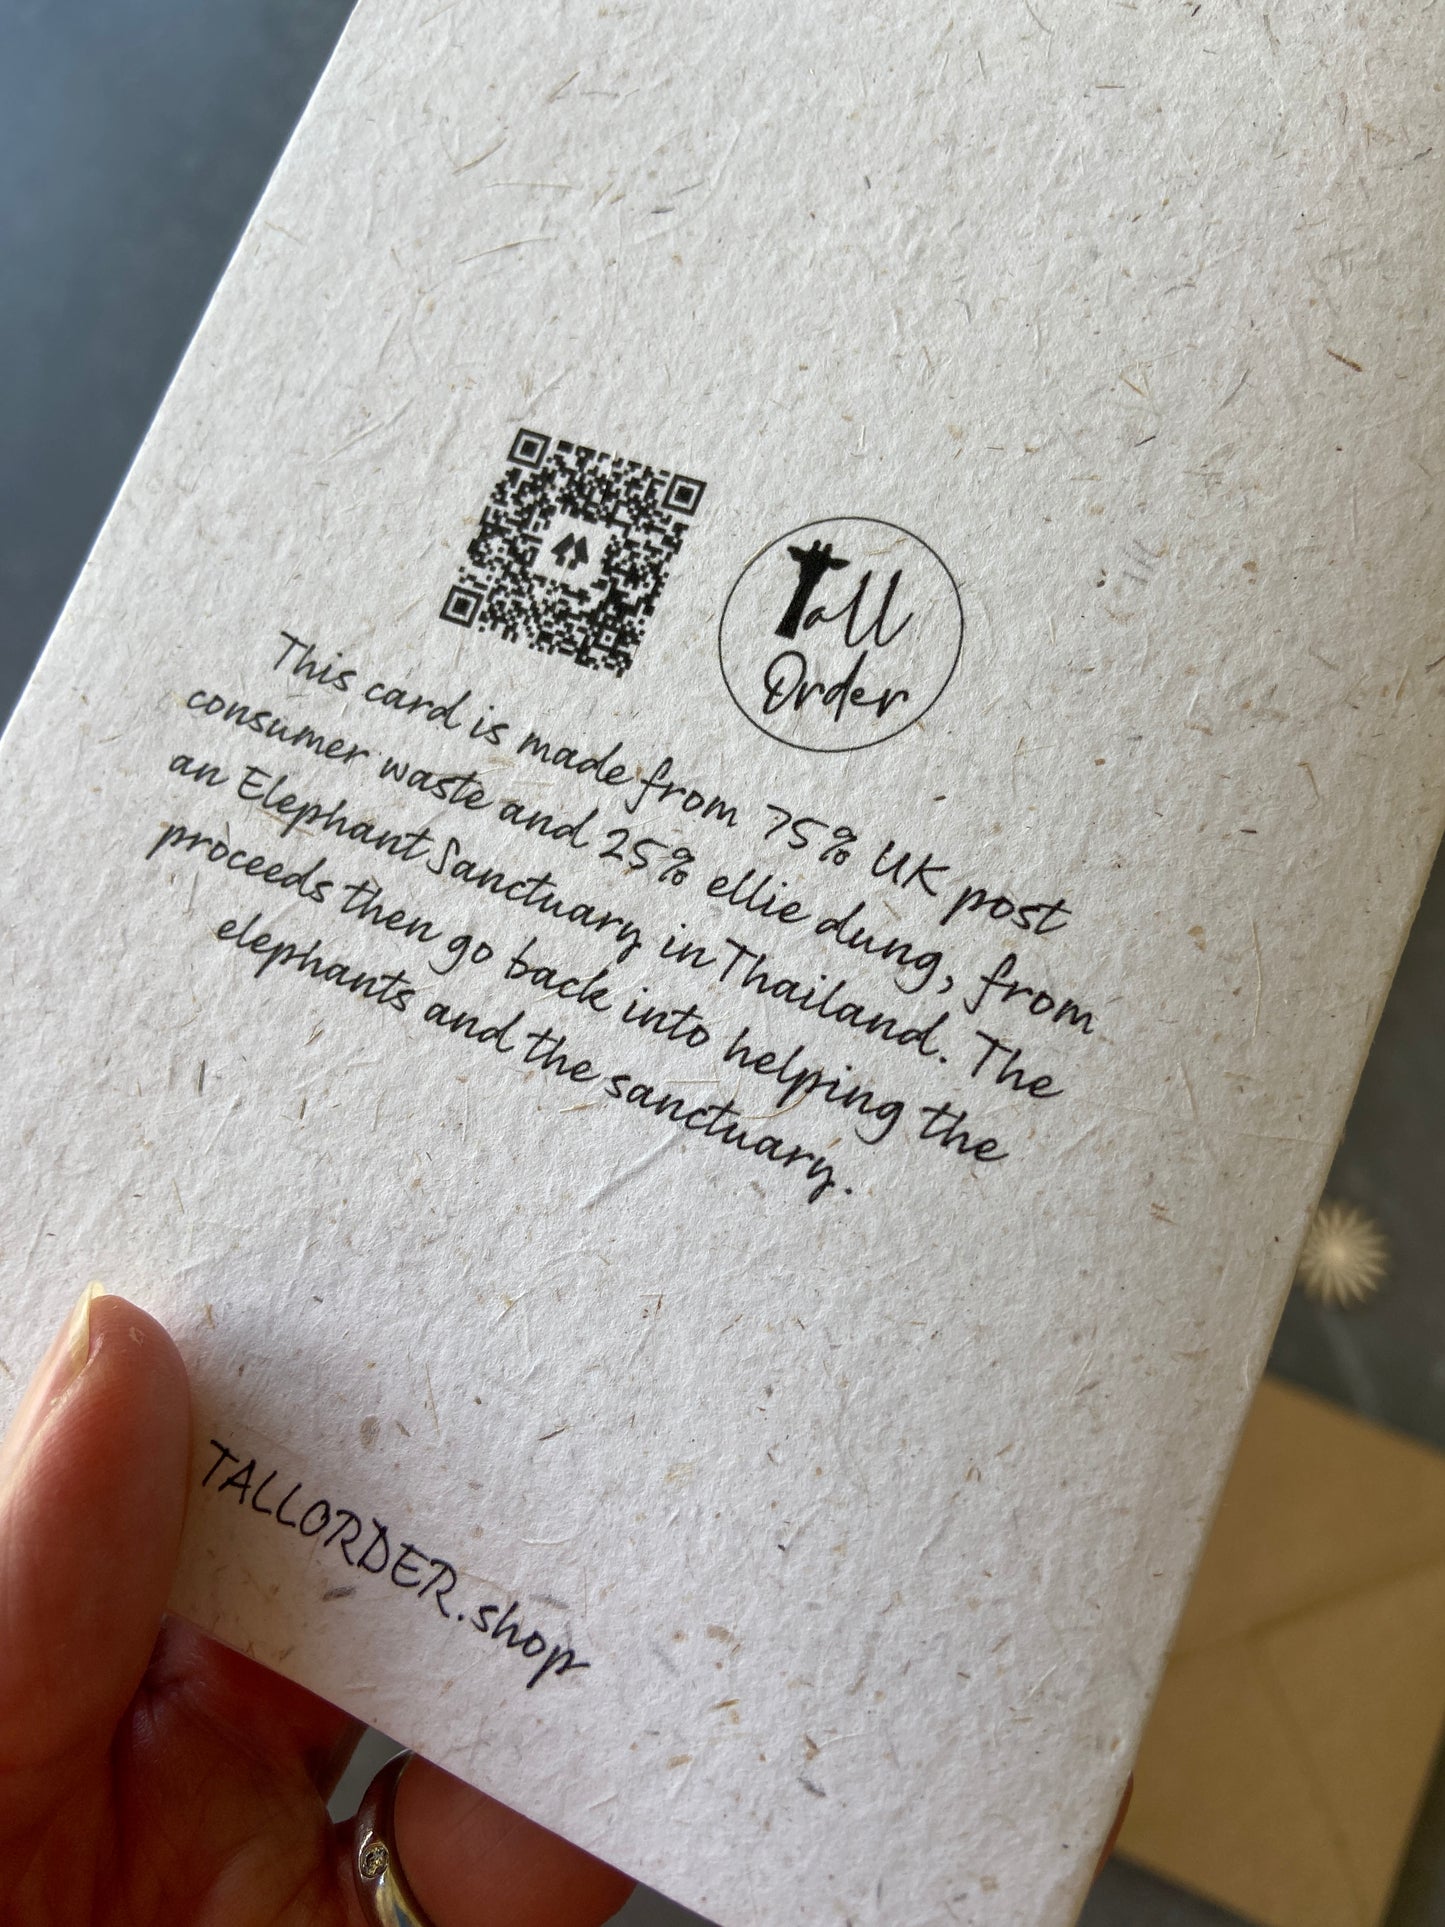 Tall
Order
This card is made from 75% UK post
consumer waste and 25% ellie dung, from
an Elephant Sanctuary in Thailand. The
proceeds then go back into helping the
elephants and the sanctuary.
TALLORDER.shop